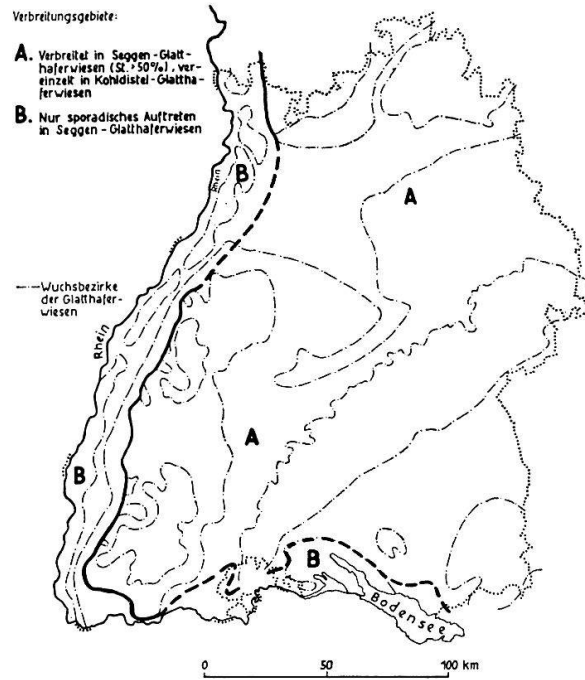 Verbreitungsgebiete:
A. Verbreitet in Seggen-Glatt-
haferwiesen (St.>50%), ver-
einzelt in Kohldistel-Glattha-
ferwiesen
B. Nur sporadisches Auftreten
in Seggen-Glatthaferwiesen
Rhein
B
A
Wuchsbezirke
der Glatthafer-
wiesen
Rhein
A
B
B
Bodensee
0 50 100 km